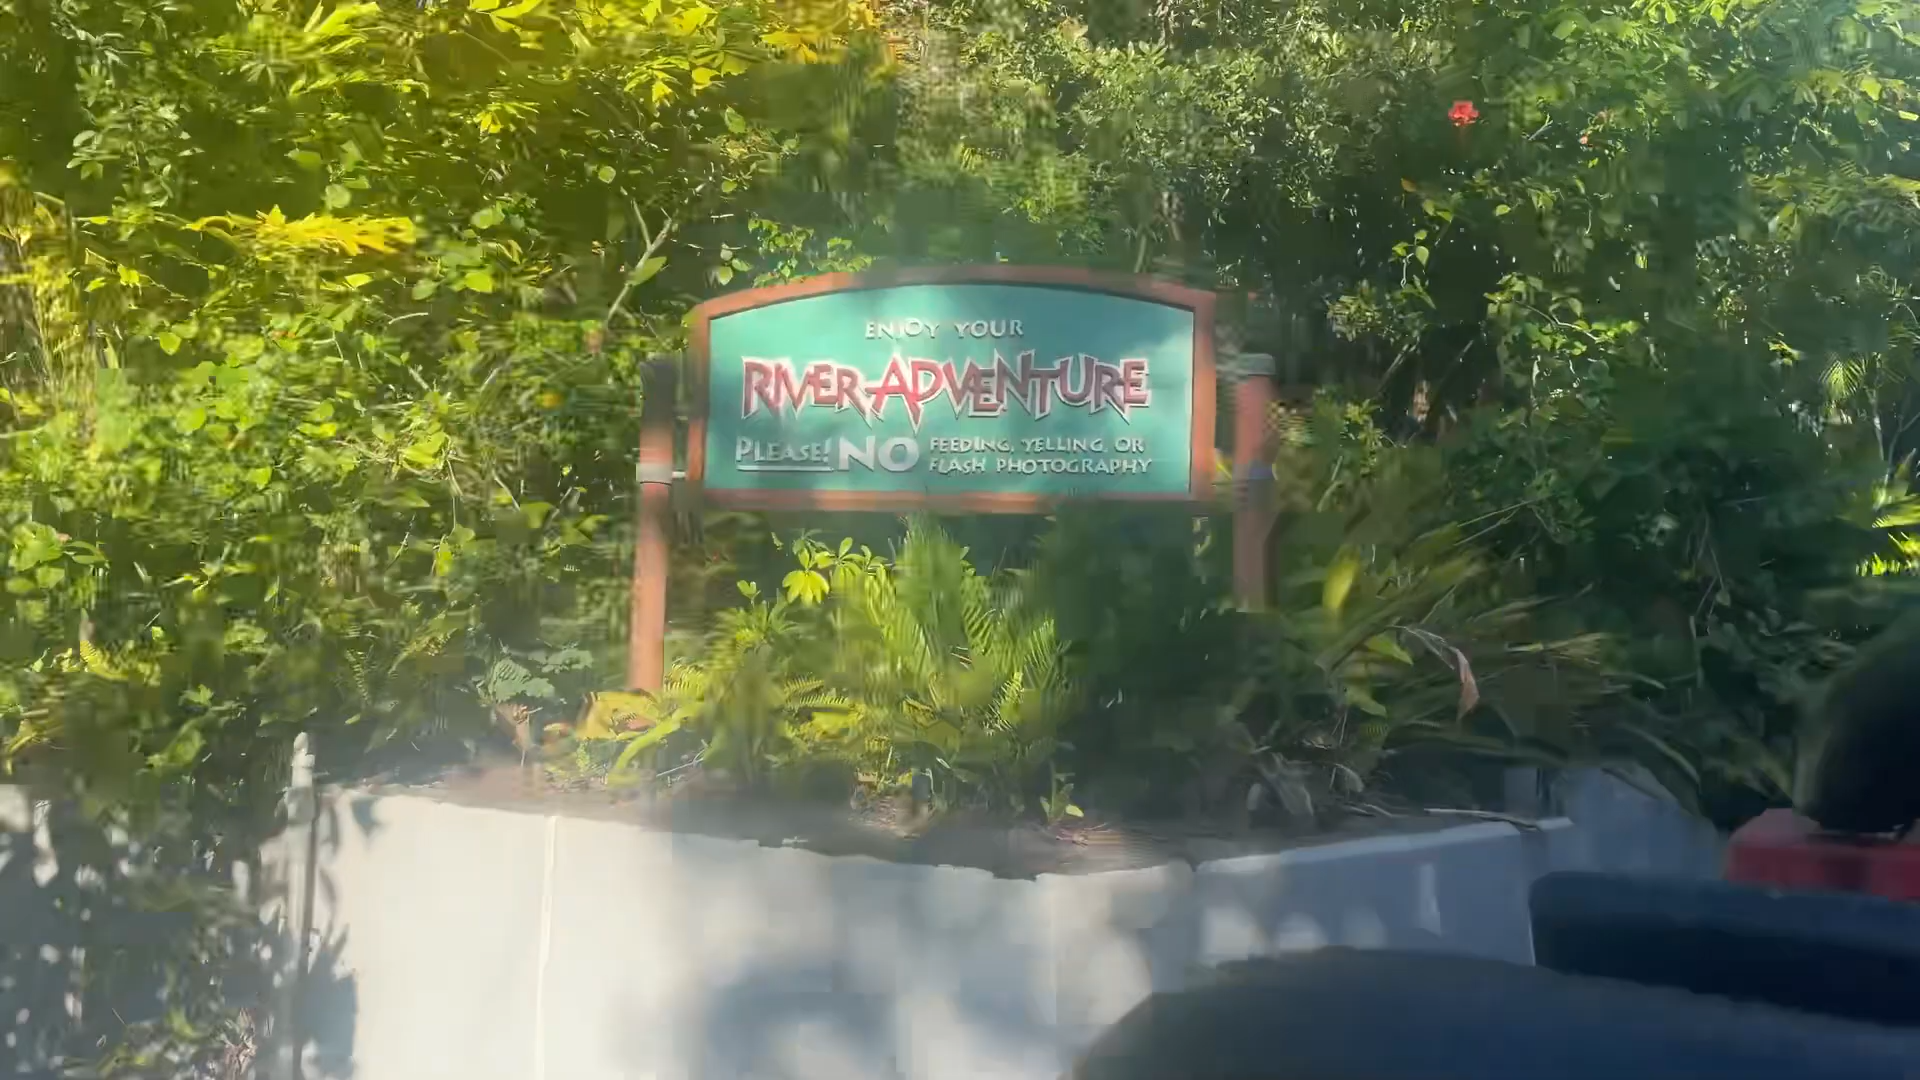 ENJOY YOUR
RIVER ADVENTURE
PLEASE! NO FEEDING, YELLING, OR
FLASH PHOTOGRAPHY